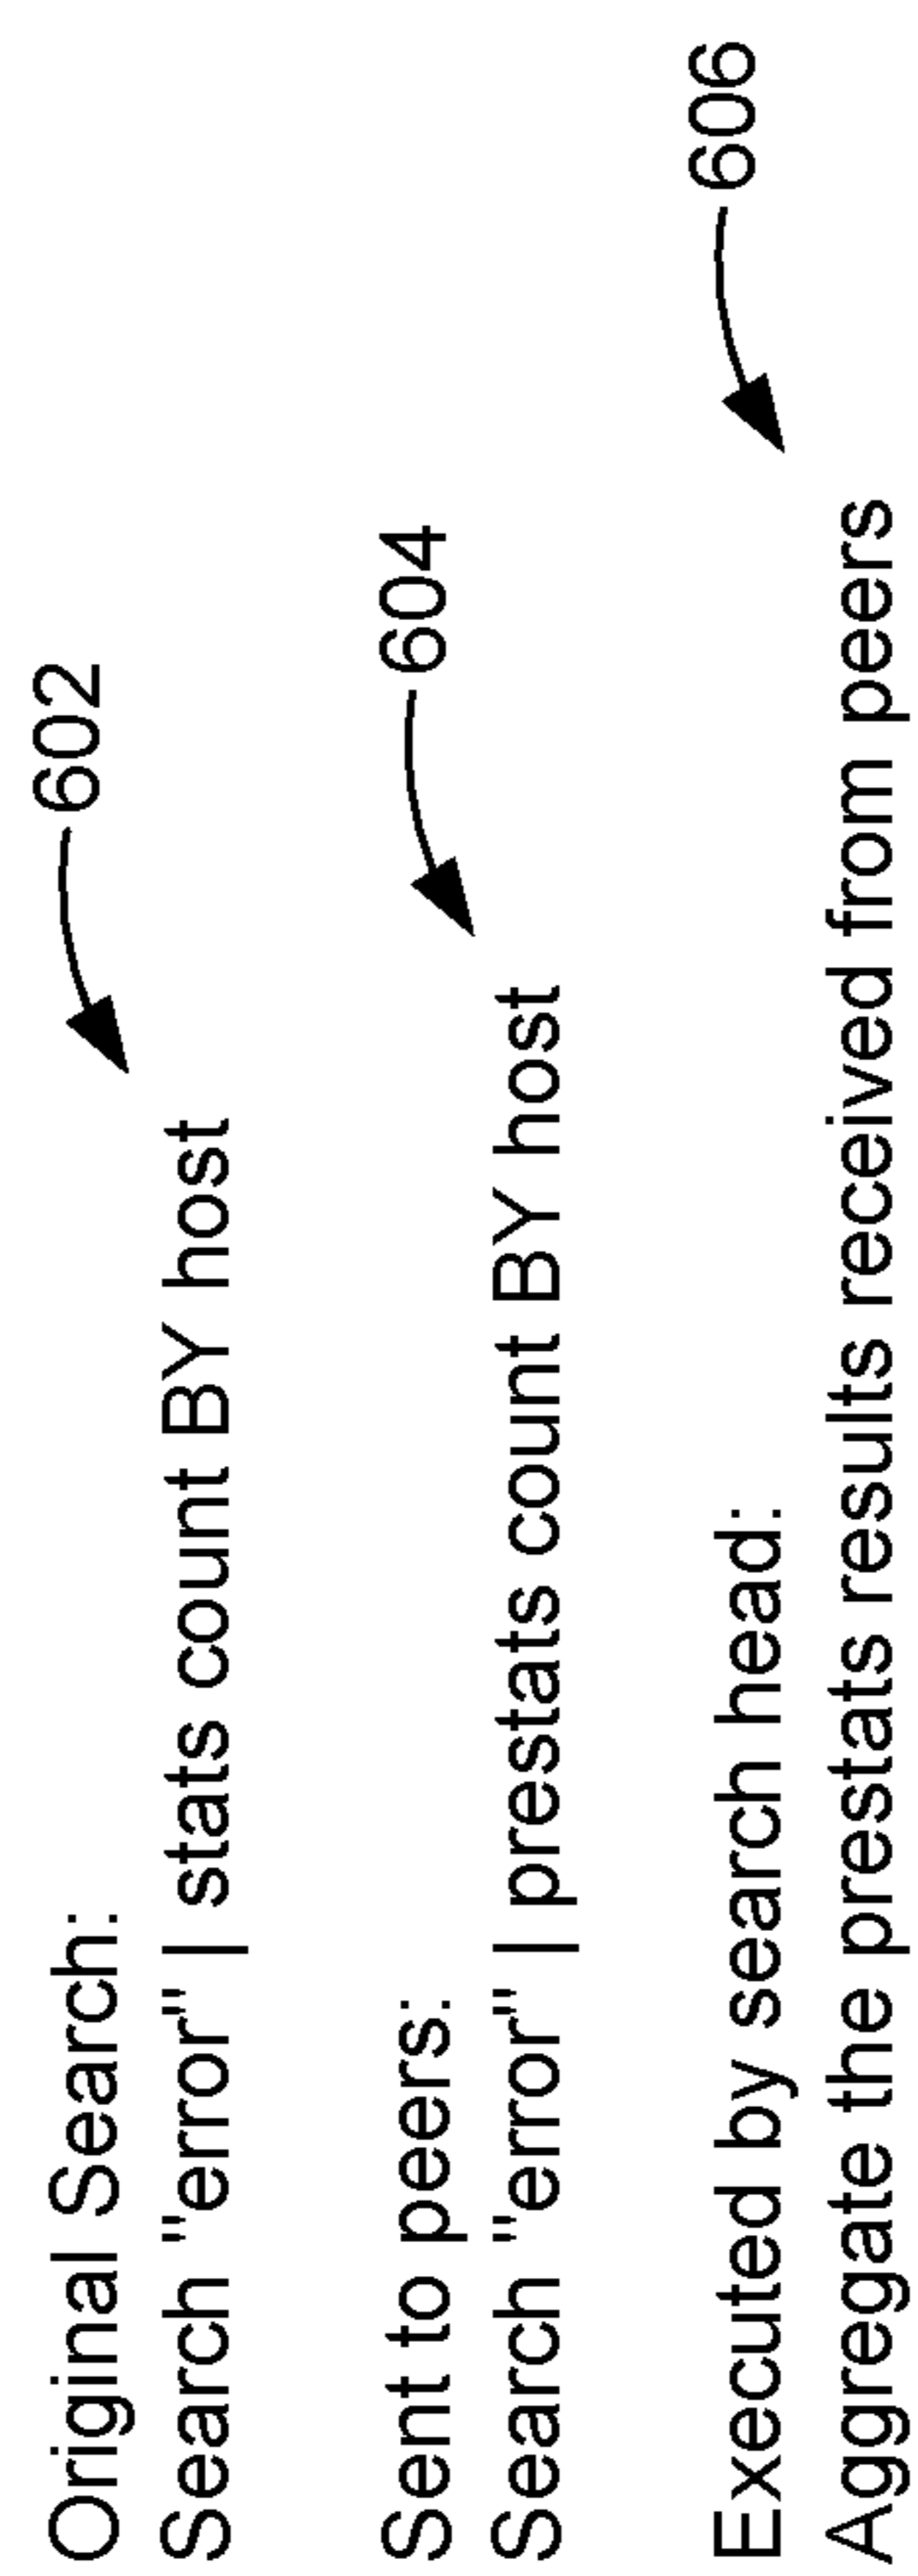 Original Search: 602
Search "error" | stats count BY host
Sent to peers: 604
Search "error" | prestats count BY host
Executed by search head: 606
Aggregate the prestats results received from peers